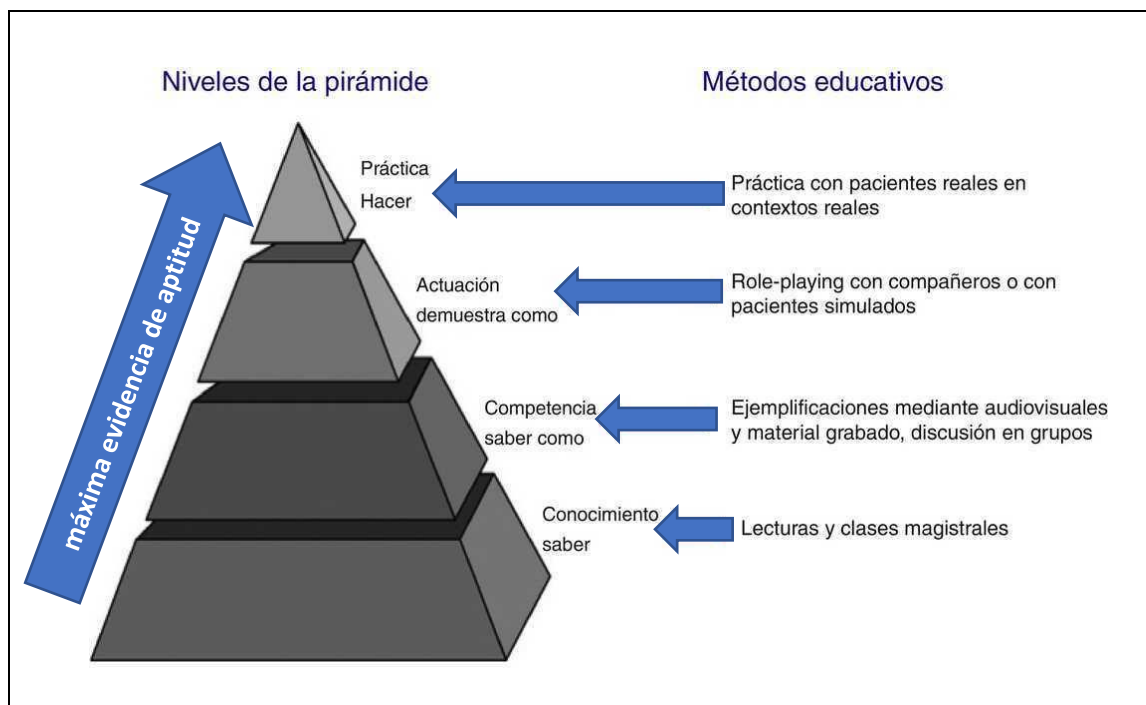 Niveles de la pirámide
Métodos educativos
máxima evidencia de aptitud
Práctica
Hacer
Práctica con pacientes reales en
contextos reales
Actuación
demuestra como
Role-playing con compañeros o con
pacientes simulados
Competencia
saber como
Ejemplificaciones mediante audiovisuales
y material grabado, discusión en grupos
Conocimiento
saber
Lecturas y clases magistrales